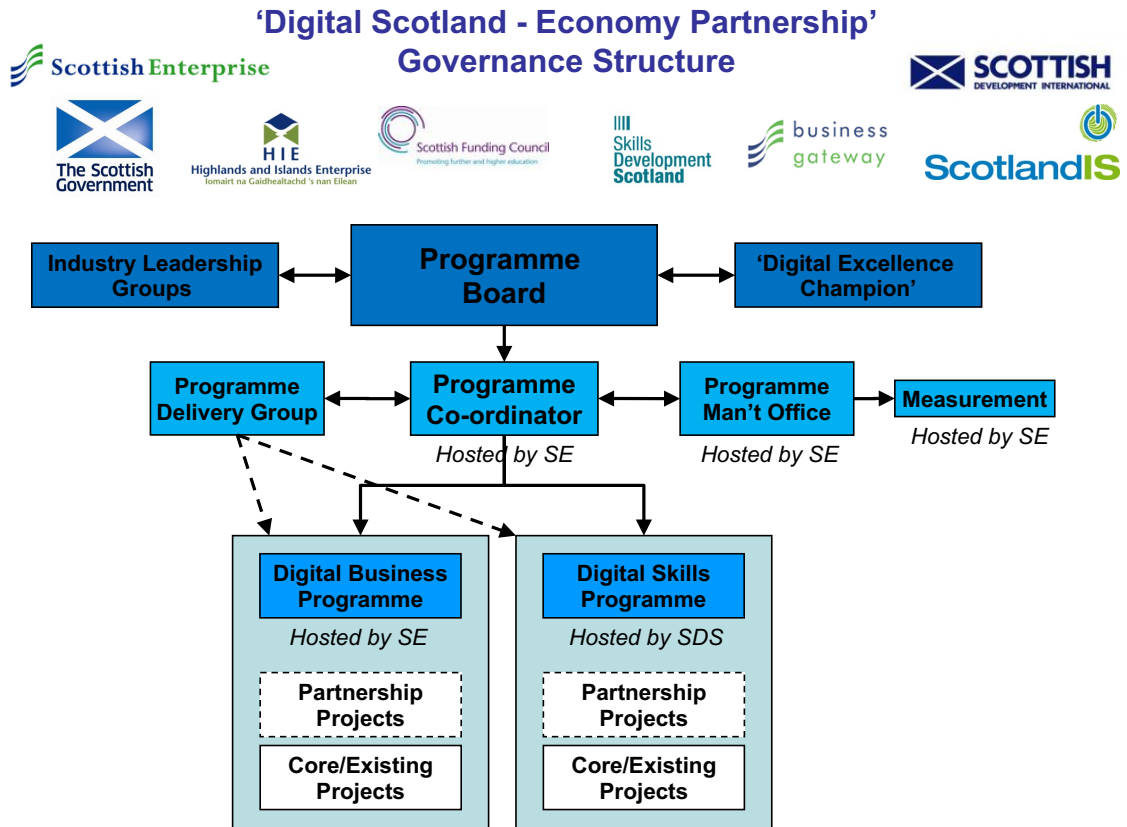 ‘Digital Scotland - Economy Partnership’
Governance Structure
Scottish Enterprise
SCOTTISH
DEVELOPMENT INTERNATIONAL
The Scottish
Government
HIE
Highlands and Islands Enterprise
Iomairt na Gaidhealtachd 's nan Eilean
Scottish Funding Council
Promoting further and higher education
Skills
Development
Scotland
business
gateway
ScotlandIS
Industry Leadership
Groups
Programme
Board
‘Digital Excellence
Champion’
Programme
Delivery Group
Programme
Co-ordinator
Hosted by SE
Programme
Man’t Office
Hosted by SE
Measurement
Hosted by SE
Digital Business
Programme
Hosted by SE
Partnership
Projects
Core/Existing
Projects
Digital Skills
Programme
Hosted by SDS
Partnership
Projects
Core/Existing
Projects